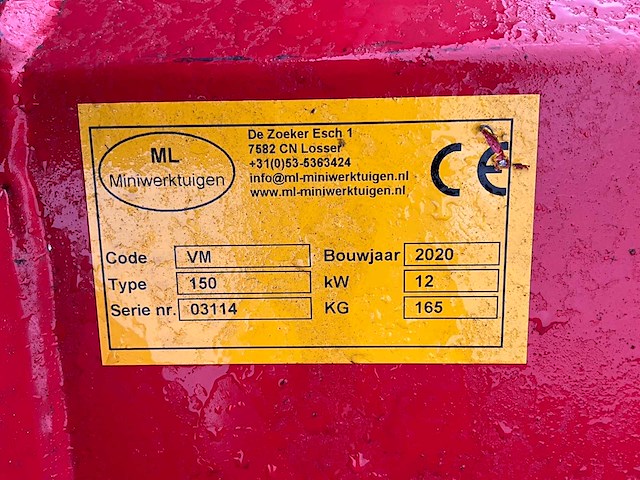 ML
Miniwerktuigen
De Zoeker Esch 1
7582 CN Losser
+31(0)53-5363424
info@ml-miniwerktuigen.nl
www.ml-miniwerktuigen.nl
CE
Code VM Bouwjaar 2020
Type 150 kW 12
Serie nr. 03114 KG 165